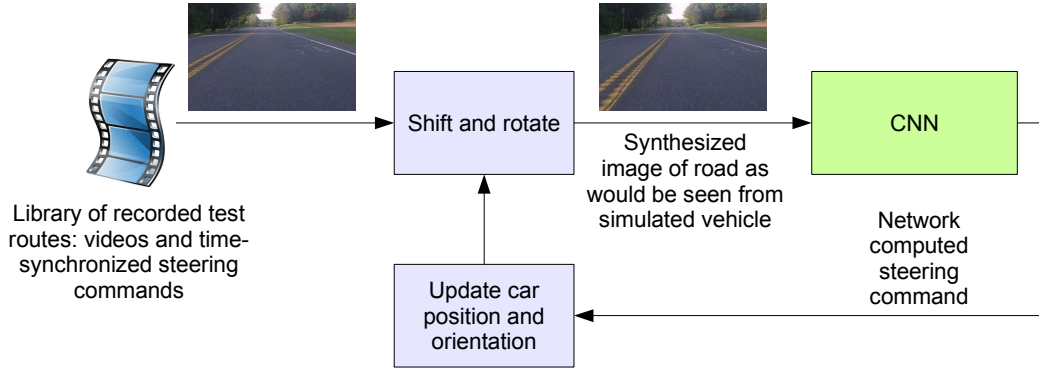 Shift and rotate
CNN
Synthesized
image of road as
would be seen from
simulated vehicle
Library of recorded test
routes: videos and time-
synchronized steering
commands
Network
computed
steering
command
Update car
position and
orientation